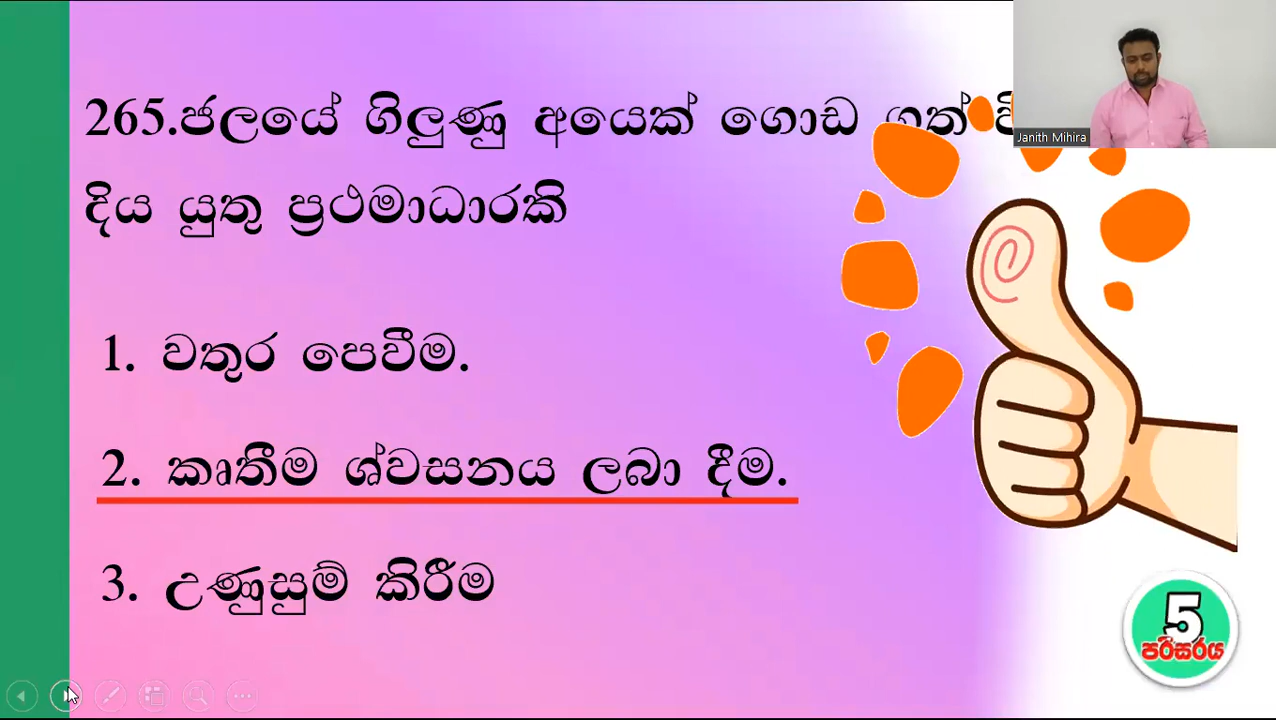 265.ජලයේ ගිලුණු අයෙක් ගොඩ ගත්
Janith Mihira
දිය යුතු ප්‍රථමාධාරකි
1. වතුර පෙවීම.
2. කෘතීම ශ්වසනය ලබා දීම.
3. උණුසුම් කිරීම
5
පරිසරය